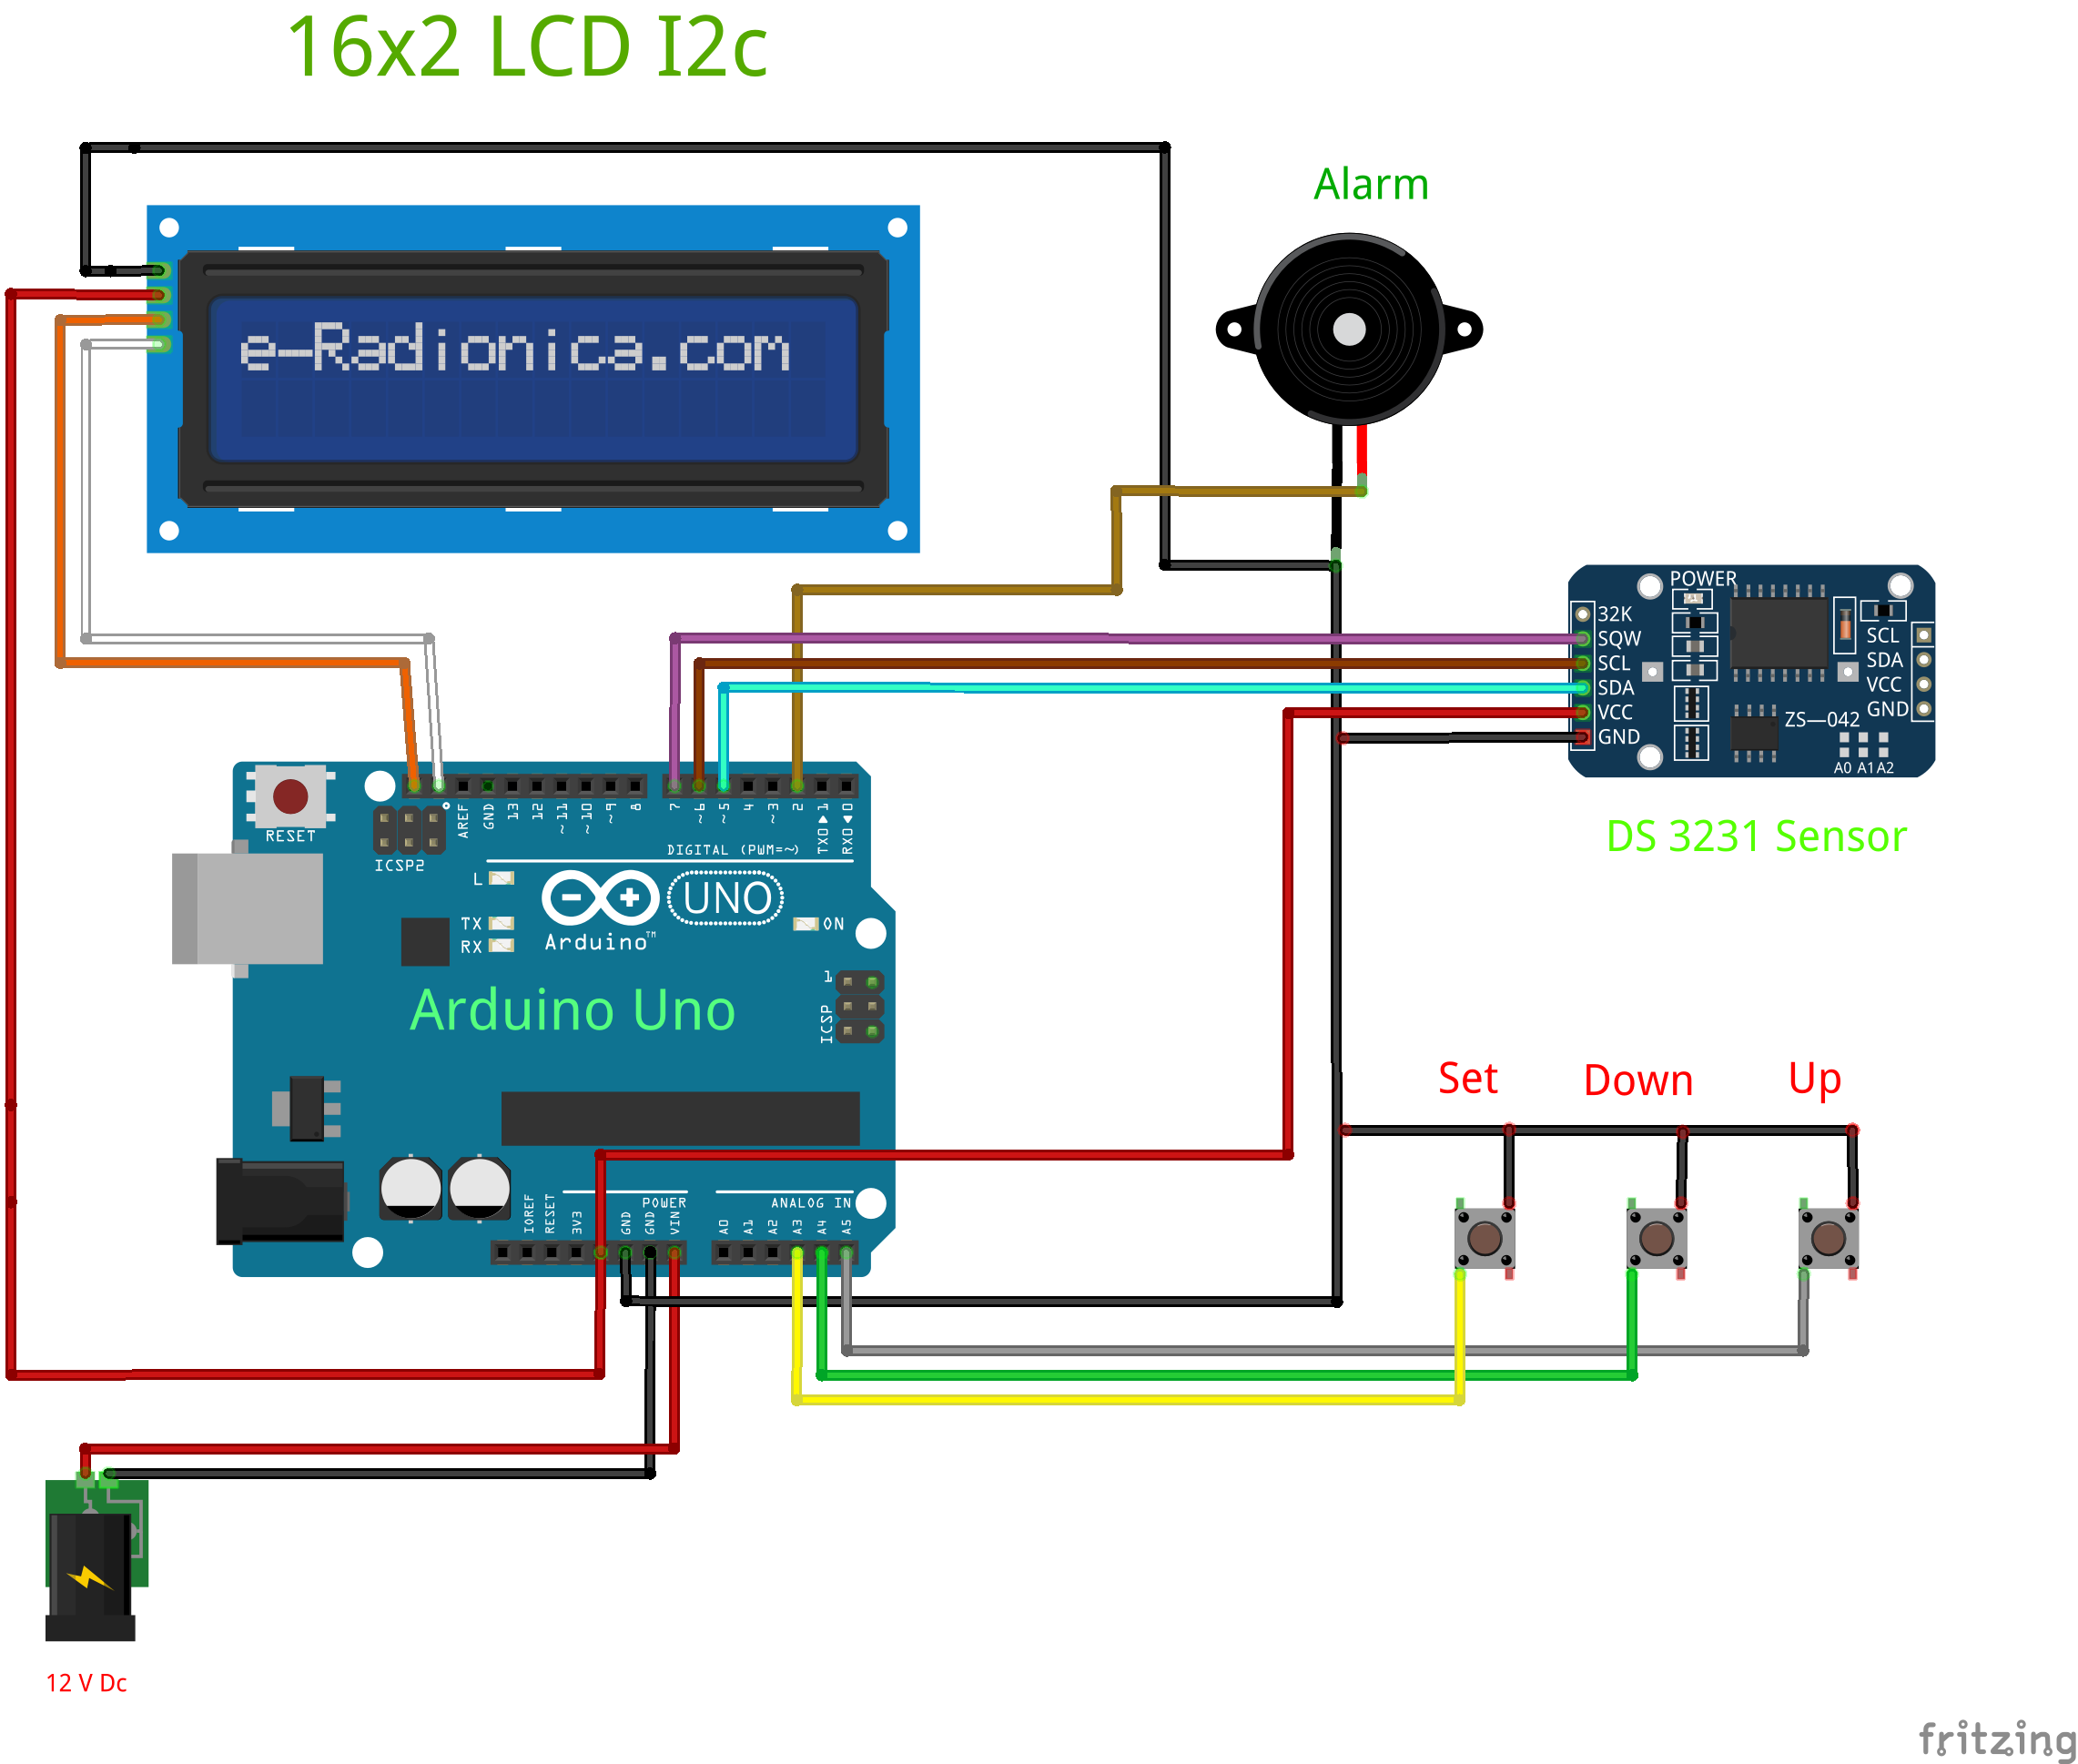 16x2 LCD I2c
Alarm
e-Radionica.com
POWER
32K
SQW
SCL
SDA
VCC
GND
SCL
SDA
VCC
GND
ZS-042
A0 A1 A2
DS 3231 Sensor
RESET
ICSP2
AREF
GND
13
12
~11
~10
~9
8
7
~6
~5
4
~3
2
TX0▶1
RX0◀0
DIGITAL (PWM=~)
L
TX
RX
UNO
ON
Arduino™
1
ICSP
Arduino Uno
Set
Down
Up
IOREF
RESET
3V3
GND
GND
VIN
POWER
ANALOG IN
A0
A1
A2
A3
A4
A5
12 V Dc
fritzing